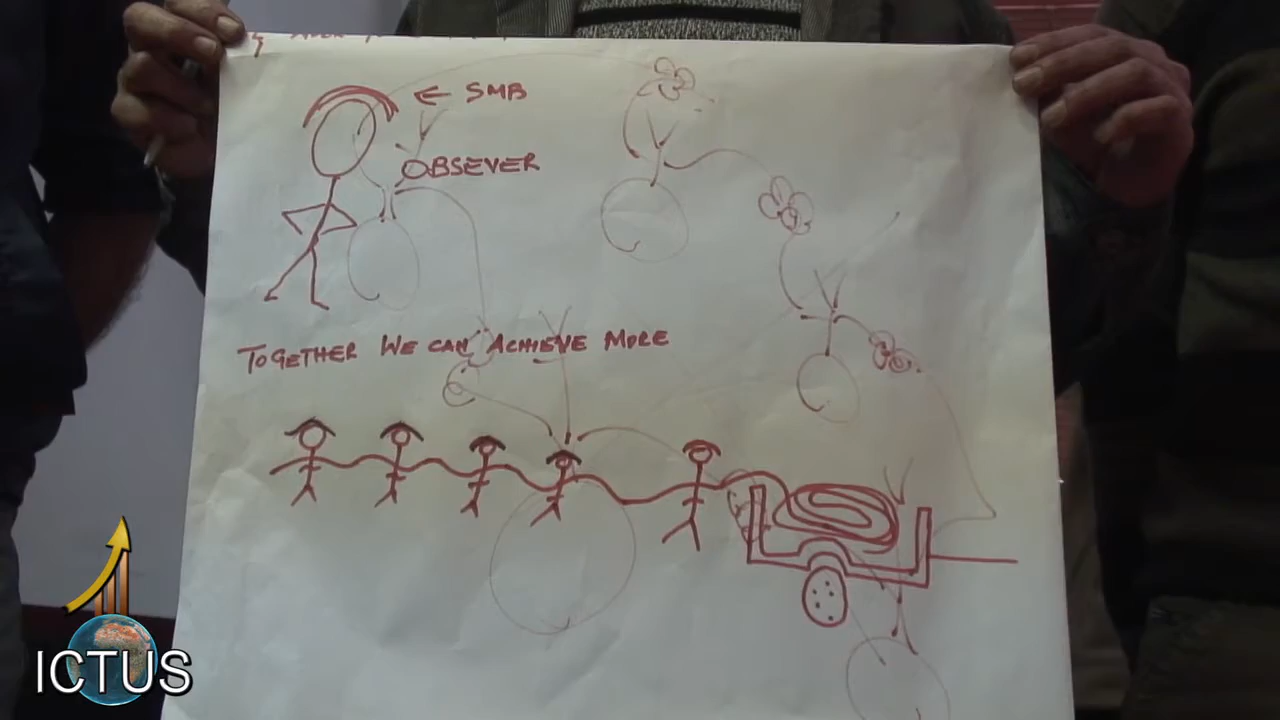 ← SMB
OBSEVER
TOGETHER WE CAN ACHIEVE MORE
ICTUS